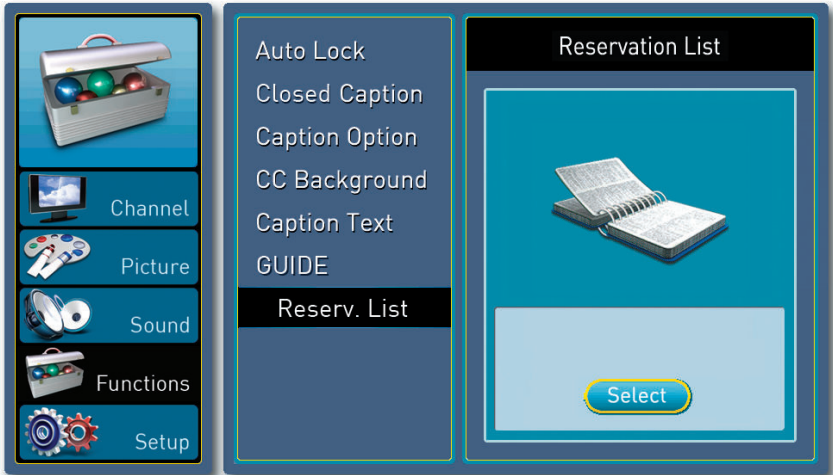 Channel
Picture
Sound
Functions
Setup
Auto Lock
Closed Caption
Caption Option
CC Background
Caption Text
GUIDE
Reserv. List
Reservation List
Select